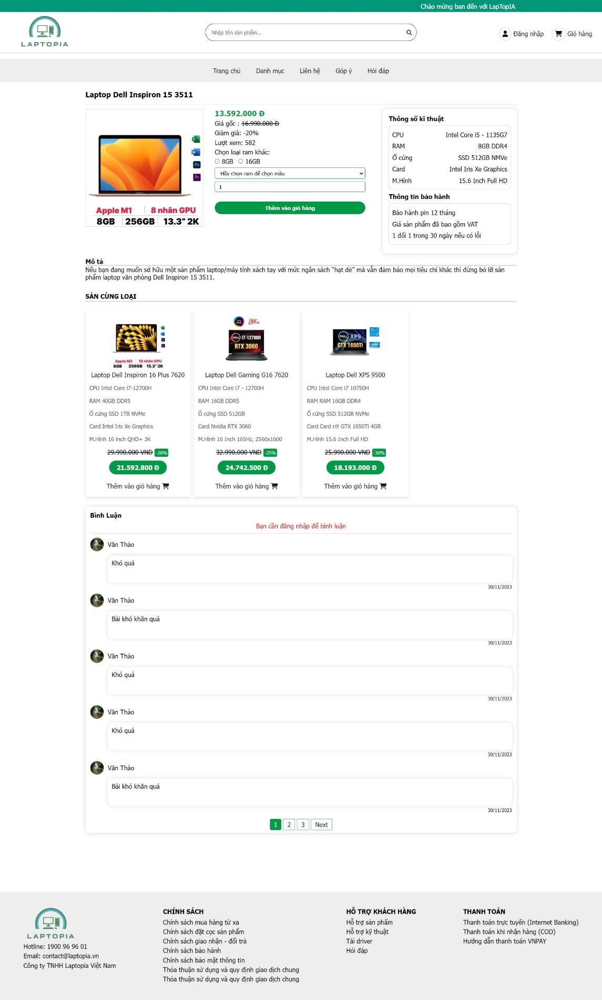 Chào mừng bạn đến với LapTopIA
LAPTOPIA
Nhập tên sản phẩm...
Đăng nhập
Giỏ hàng
Trang chủ
Danh mục
Liên hệ
Góp ý
Hỏi đáp
Laptop Dell Inspiron 15 3511
Apple M1
8 nhân GPU
8GB
256GB
13.3" 2K
13.592.000 Đ
Giá gốc : 16.990.000 Đ
Giảm giá: -20%
Lượt xem: 582
Chọn loại ram khác:
8GB
16GB
Hãy chọn ram để chọn màu
1
Thêm vào giỏ hàng
Thông số kĩ thuật
CPU Intel Core i5 - 1135G7
RAM 8GB DDR4
Ổ cứng SSD 512GB NMVe
Card Intel Iris Xe Graphics
M.Hình 15.6 Inch Full HD
Thông tin bảo hành
Bảo hành pin 12 tháng
Giá sản phẩm đã bao gồm VAT
1 đổi 1 trong 30 ngày nếu có lỗi
Mô tả
Nếu bạn đang muốn sở hữu một sản phẩm laptop/máy tính xách tay với mức ngân sách “hạt dẻ” mà vẫn đảm bảo mọi tiêu chí khác thì đừng bỏ lỡ sản
phẩm laptop văn phòng Dell Inspiron 15 3511.
SẢN CÙNG LOẠI
Apple M2
10 nhân GPU
8GB
256GB
15.3" 2K
Laptop Dell Inspiron 16 Plus 7620
CPU Intel Core i7-12700H
RAM 40GB DDR5
Ổ cứng SSD 1TB NVMe
Card Intel Iris Xe Graphics
M.Hình 16 inch QHD+ 3K
29.990.000 VND -28%
21.592.800 Đ
Thêm vào giỏ hàng
165 Hz
DELL i7-12700H
RTX 3060
Laptop Dell Gaming G16 7620
CPU Intel Core i7 - 12700H
RAM 16GB DDR5
Ổ cứng SSD 512GB
Card Nvidia RTX 3060
M.Hình 16 Inch 165Hz, 2560x1600
32.990.000 VND -25%
24.742.500 Đ
Thêm vào giỏ hàng
DELL XPS
GTX 1650Ti
i7
16GB
Laptop Dell XPS 9500
CPU Intel Core i7 10750H
RAM RAM 16GB DDR4
Ổ cứng SSD 512GB NVMe
Card Card rời GTX 1650Ti 4GB
M.Hình 15.6 Inch Full HD
25.990.000 VND -30%
18.193.000 Đ
Thêm vào giỏ hàng
Bình Luận
Bạn cần đăng nhập để bình luận
Văn Thảo
Khó quá
30/11/2023
Văn Thảo
Bài khó khăn quá
30/11/2023
Văn Thảo
Khó quá
30/11/2023
Văn Thảo
Khó quá
30/11/2023
Văn Thảo
Bài khó khăn quá
30/11/2023
1 2 3 Next
LAPTOPIA
Hotline: 1900 96 96 01
Email: contact@laptopia.vn
Công ty TNHH Laptopia Việt Nam
CHÍNH SÁCH
Chính sách mua hàng từ xa
Chính sách đặt cọc sản phẩm
Chính sách giao nhận - đổi trả
Chính sách bảo hành
Chính sách bảo mật thông tin
Thỏa thuận sử dụng và quy định giao dịch chung
Thỏa thuận sử dụng và quy định giao dịch chung
HỖ TRỢ KHÁCH HÀNG
Hỗ trợ sản phẩm
Hỗ trợ kỹ thuật
Tải driver
Hỏi đáp
THANH TOÁN
Thanh toán trực tuyến (Internet Banking)
Thanh toán khi nhận hàng (COD)
Hướng dẫn thanh toán VNPAY